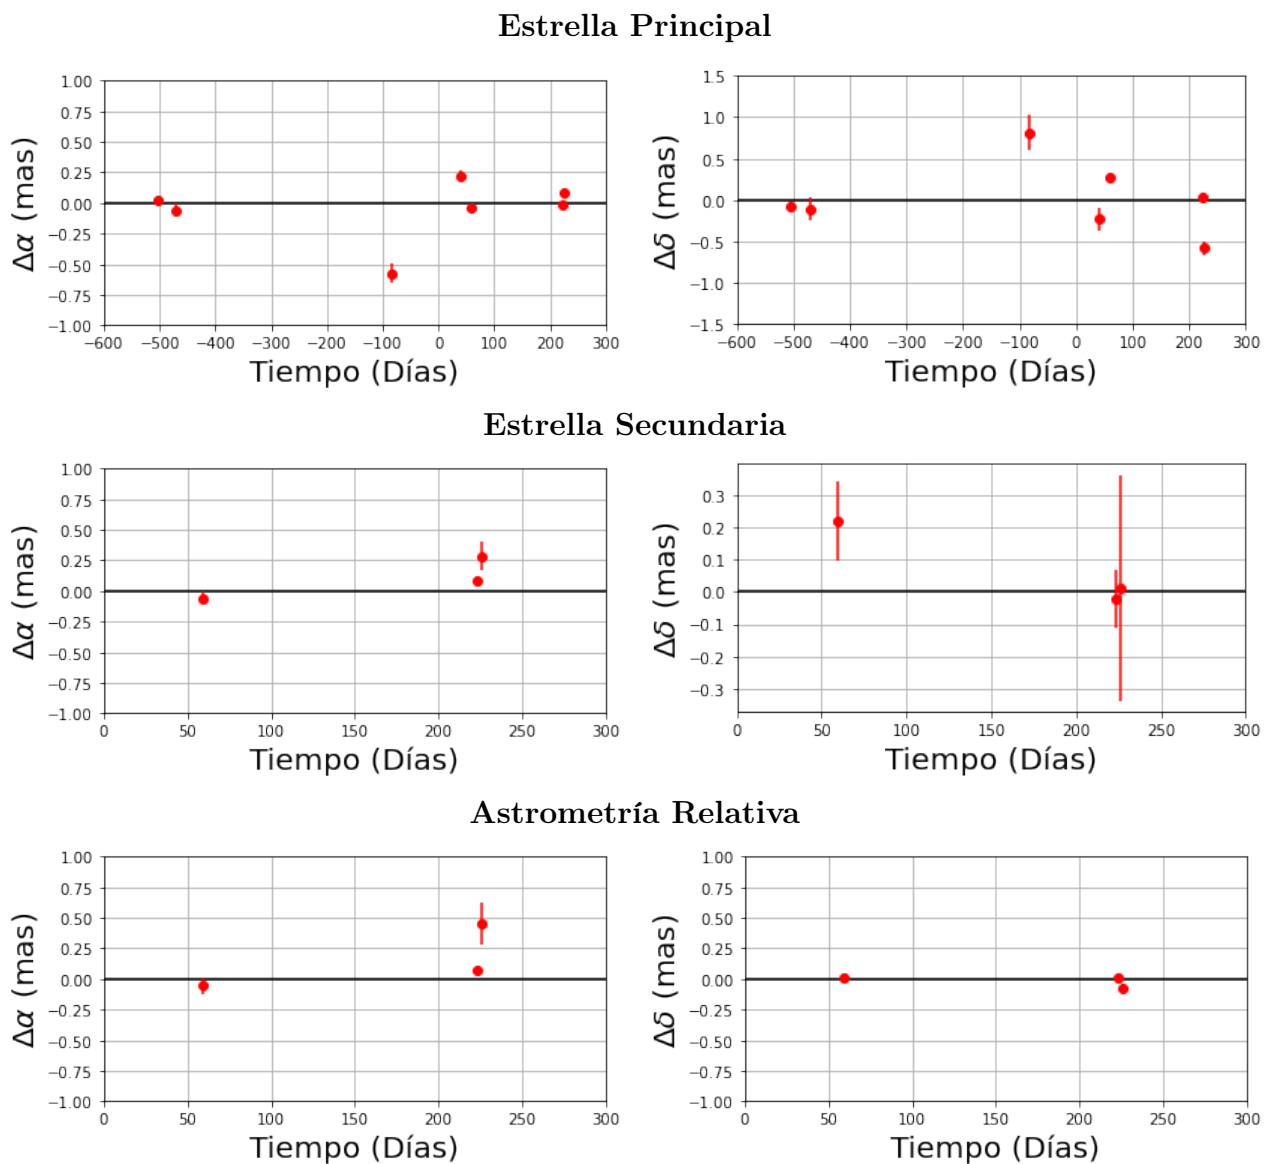 Estrella Principal
1.00
0.75
0.50
0.25
0.00
−0.25
−0.50
−0.75
−1.00
Δα (mas)
−600 −500 −400 −300 −200 −100 0 100 200 300
Tiempo (Días)
1.5
1.0
0.5
0.0
−0.5
−1.0
−1.5
Δδ (mas)
−600 −500 −400 −300 −200 −100 0 100 200 300
Tiempo (Días)
Estrella Secundaria
1.00
0.75
0.50
0.25
0.00
−0.25
−0.50
−0.75
−1.00
Δα (mas)
0 50 100 150 200 250 300
Tiempo (Días)
0.3
0.2
0.1
0.0
−0.1
−0.2
−0.3
Δδ (mas)
0 50 100 150 200 250 300
Tiempo (Días)
Astrometría Relativa
1.00
0.75
0.50
0.25
0.00
−0.25
−0.50
−0.75
−1.00
Δα (mas)
0 50 100 150 200 250 300
Tiempo (Días)
1.00
0.75
0.50
0.25
0.00
−0.25
−0.50
−0.75
−1.00
Δδ (mas)
0 50 100 150 200 250 300
Tiempo (Días)